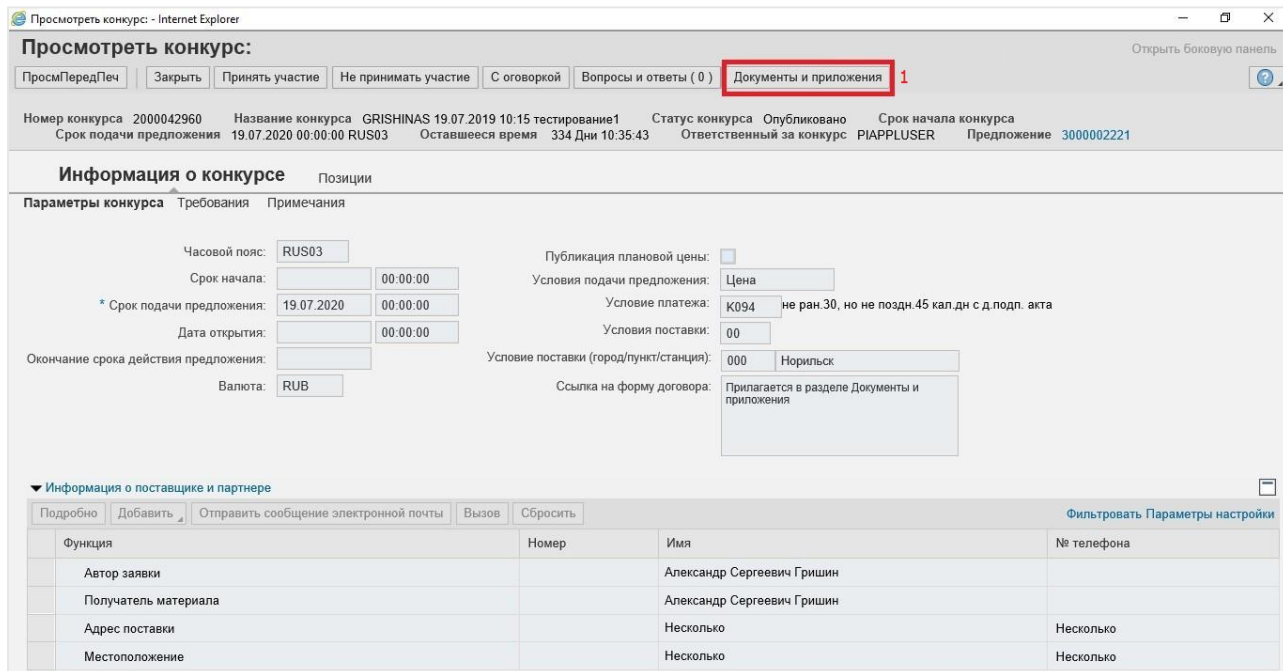 Просмотреть конкурс: - Internet Explorer
Просмотреть конкурс:
Открыть боковую панель
ПросмПередПеч Закрыть Принять участие Не принимать участие С оговоркой Вопросы и ответы ( 0 ) Документы и приложения 1
Номер конкурса 2000042960 Название конкурса GRISHINAS 19.07.2019 10:15 тестирование1 Статус конкурса Опубликовано Срок начала конкурса
Срок подачи предложения 19.07.2020 00:00:00 RUS03 Оставшееся время 334 Дни 10:35:43 Ответственный за конкурс PIAPPLUSER Предложение 3000002221
Информация о конкурсе Позиции
Параметры конкурса Требования Примечания
Часовой пояс: RUS03 Публикация плановой цены:
Срок начала: 00:00:00 Условия подачи предложения: Цена
* Срок подачи предложения: 19.07.2020 00:00:00 Условие платежа: K094 не ран.30, но не поздн.45 кал.дн с д.подп. акта
Дата открытия: 00:00:00 Условия поставки: 00
Окончание срока действия предложения: Условие поставки (город/пункт/станция): 000 Норильск
Валюта: RUB Ссылка на форму договора: Прилагается в разделе Документы и
приложения
Информация о поставщике и партнере
Подробно Добавить Отправить сообщение электронной почты Вызов Сбросить Фильтровать Параметры настройки
Функция Номер Имя № телефона
Автор заявки Александр Сергеевич Гришин
Получатель материала Александр Сергеевич Гришин
Адрес поставки Несколько Несколько
Местоположение Несколько Несколько